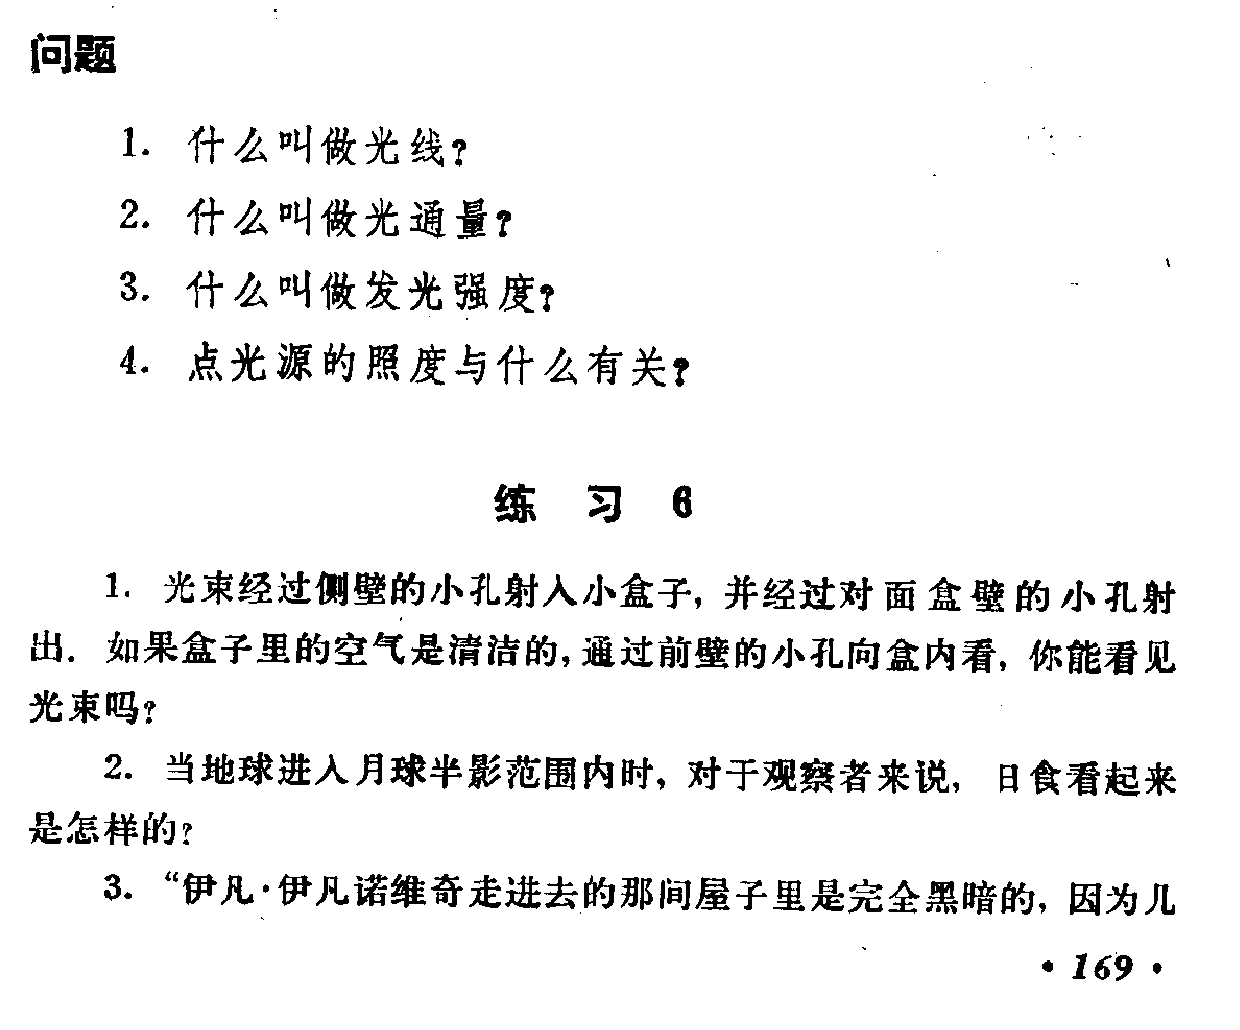 问题
1. 什么叫做光线?
2. 什么叫做光通量?
3. 什么叫做发光强度?
4. 点光源的照度与什么有关?
练 习 6
1. 光束经过侧壁的小孔射入小盒子, 并经过对面盒壁的小孔射
出. 如果盒子里的空气是清洁的, 通过前壁的小孔向盒内看, 你能看见
光束吗?
2. 当地球进入月球半影范围内时, 对于观察者来说, 日食看起来
是怎样的?
3. “伊凡·伊凡诺维奇走进去的那间屋子里是完全黑暗的, 因为儿
• 169 •